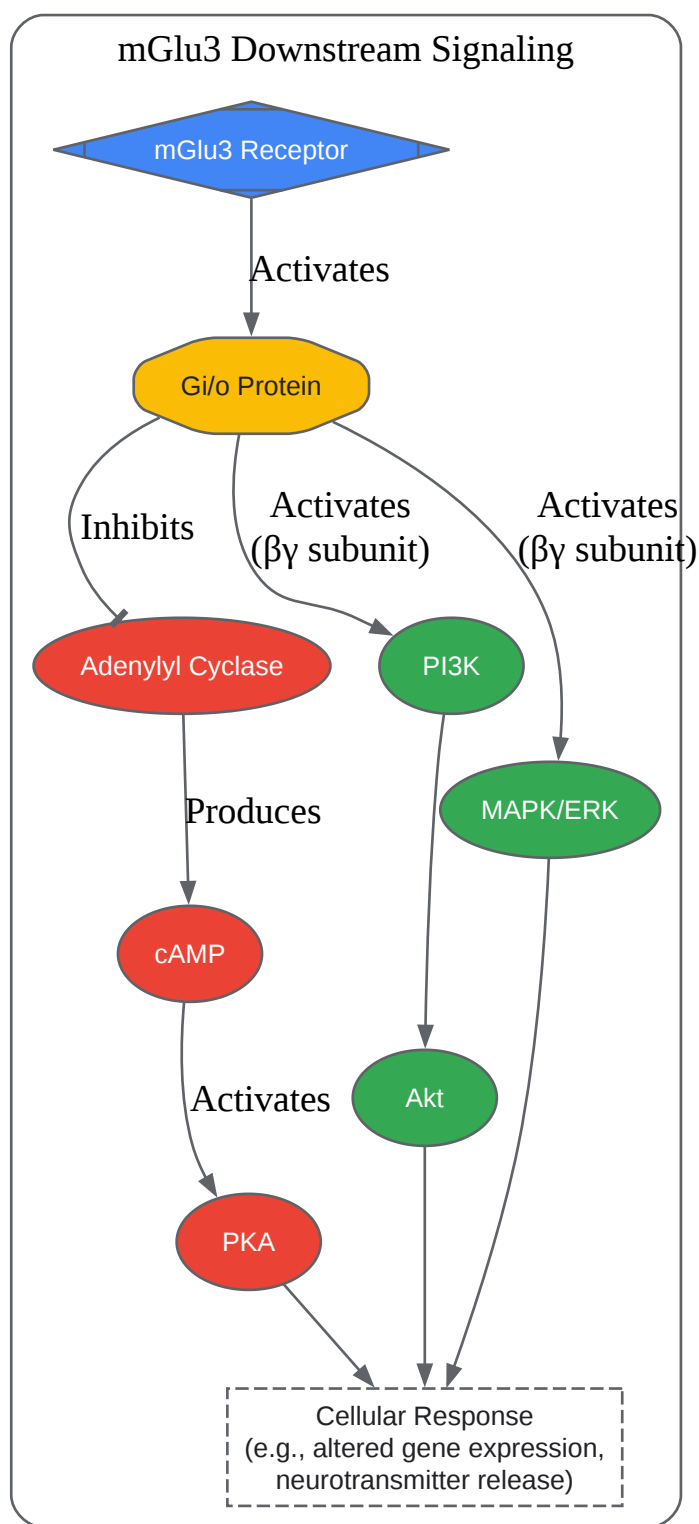 mGlu3 Downstream Signaling
mGlu3 Receptor
Activates
Gi/o Protein
Inhibits
Activates
(βγ subunit)
Activates
(βγ subunit)
Adenylyl Cyclase
PI3K
Produces
MAPK/ERK
cAMP
Activates
Akt
PKA
Cellular Response
(e.g., altered gene expression,
neurotransmitter release)